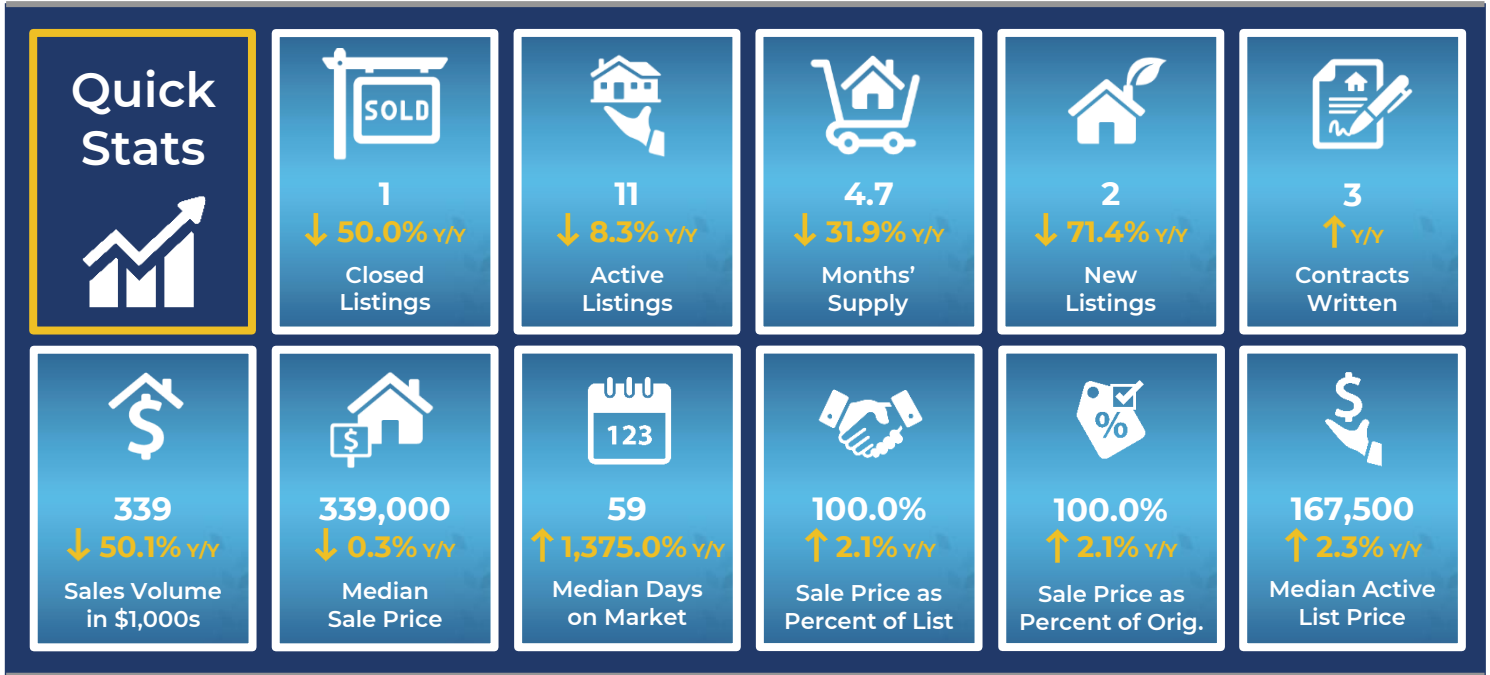 Quick
Stats
SOLD
1
↓ 50.0% Y/Y
Closed
Listings
11
↓ 8.3% Y/Y
Active
Listings
4.7
↓ 31.9% Y/Y
Months’
Supply
2
↓ 71.4% Y/Y
New
Listings
3
↑ Y/Y
Contracts
Written
$
339
↓ 50.1% Y/Y
Sales Volume
in $1,000s
$
339,000
↓ 0.3% Y/Y
Median
Sale Price
123
59
↑ 1,375.0% Y/Y
Median Days
on Market
100.0%
↑ 2.1% Y/Y
Sale Price as
Percent of List
%
100.0%
↑ 2.1% Y/Y
Sale Price as
Percent of Orig.
$
167,500
↑ 2.3% Y/Y
Median Active
List Price